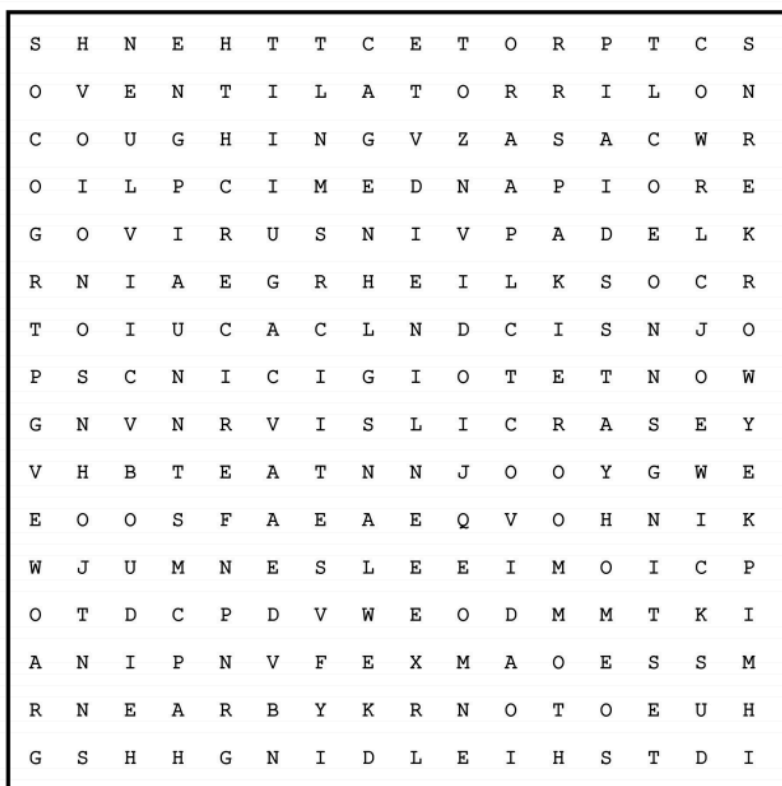 S H N E H T T C E T O R P T C S
O V E N T I L A T O R R I L O N
C O U G H I N G V Z A S A C W R
O I L P C I M E D N A P I O R E
G O V I R U S N I V P A D E L K
R N I A E G R H E I L K S O C R
T O I U C A C L N D C I S N J O
P S C N I C I G I O T E T N O W
G N V N R V I S L I C R A S E Y
V H B T E A T N N J O O Y G W E
E O O S F A E A E Q V O H N I K
W J U M N E S L E E I M O I C P
O T D C P D V W E O D M M T K I
A N I P N V F E X M A O E S S M
R N E A R B Y K R N O T O E U H
G S H H G N I D L E I H S T D I